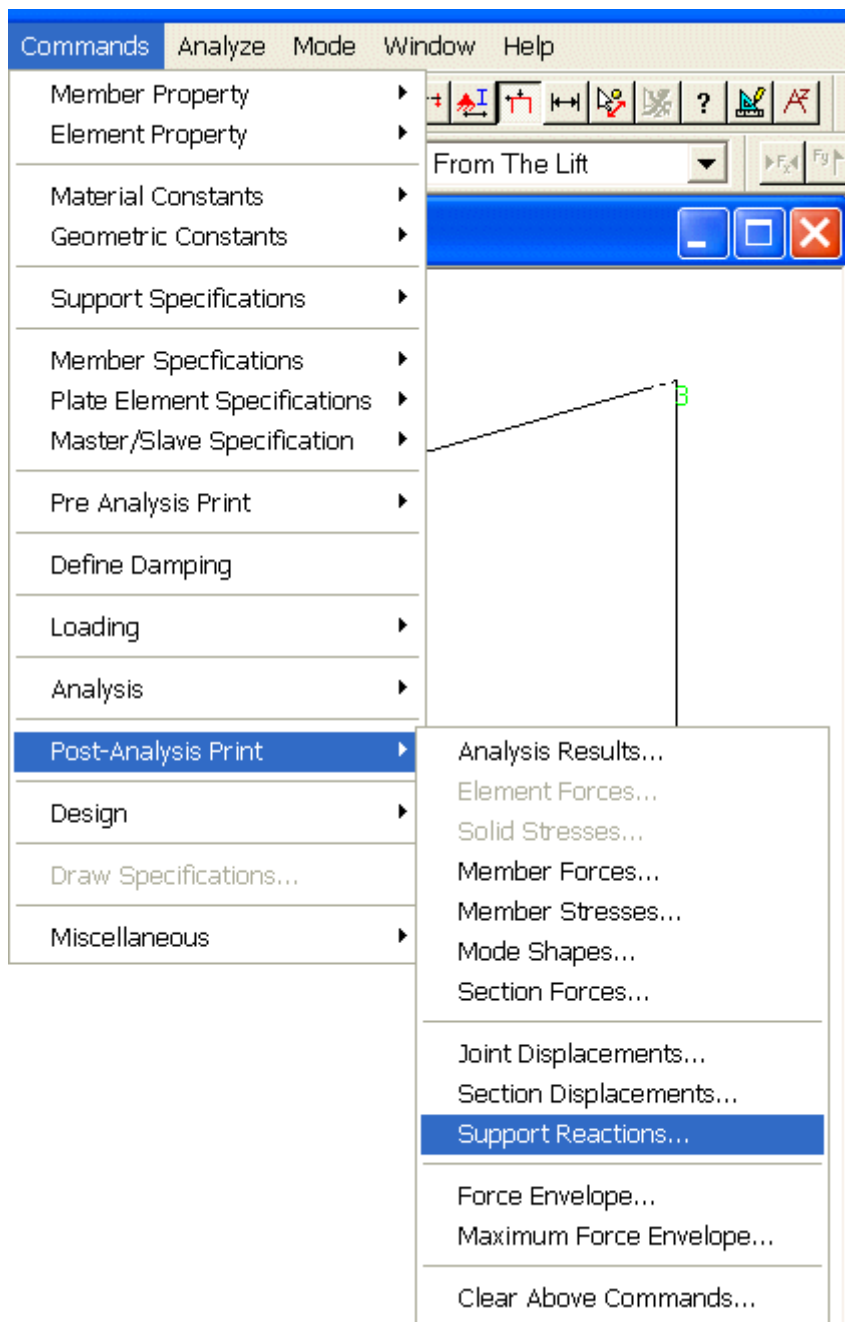 Commands Analyze Mode Window Help
Member Property
Element Property
From The Lift
Material Constants
Geometric Constants
Support Specifications
Member Specfications
Plate Element Specifications
Master/Slave Specification
3
Pre Analysis Print
Define Damping
Loading
Analysis
Post-Analysis Print
Design
Draw Specifications...
Miscellaneous
Analysis Results...
Element Forces...
Solid Stresses...
Member Forces...
Member Stresses...
Mode Shapes...
Section Forces...
Joint Displacements...
Section Displacements...
Support Reactions...
Force Envelope...
Maximum Force Envelope...
Clear Above Commands...